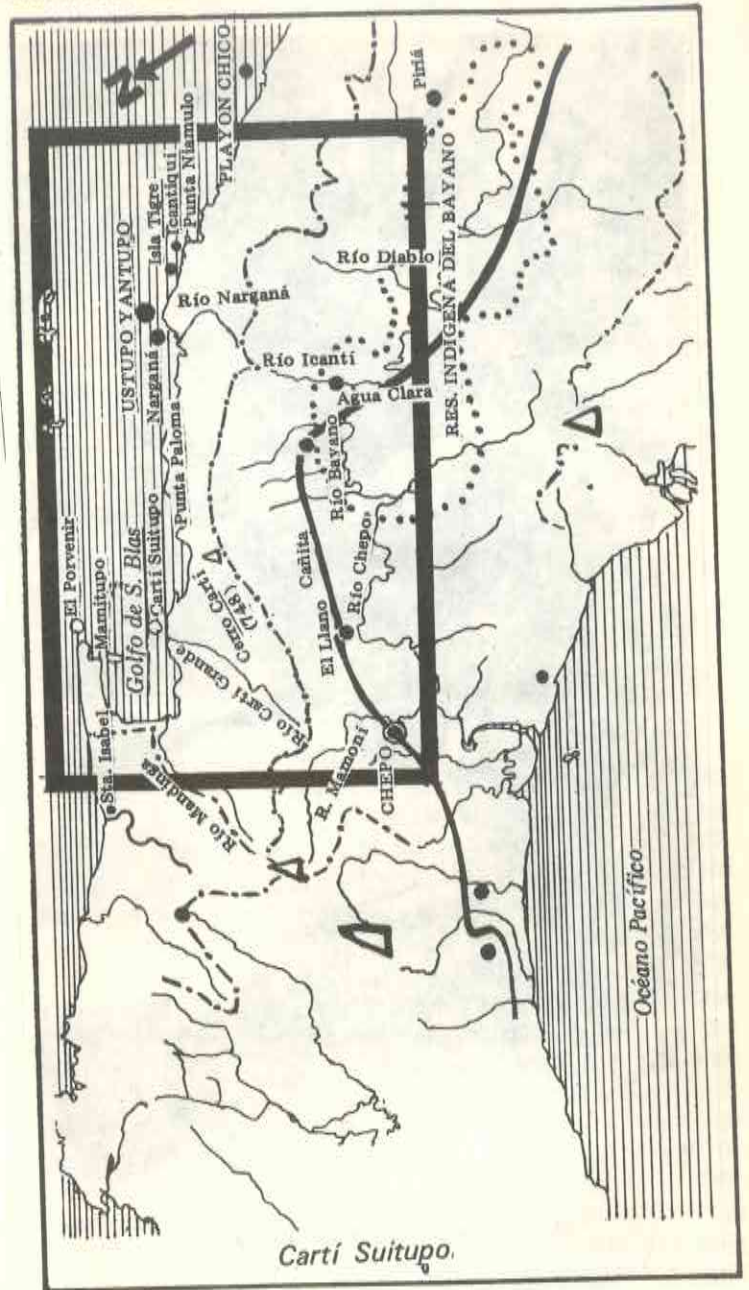 N
PLAYON CHICO
Piriá
Punta Niamulo
Icantiquí
Isla Tigre
USTUPO YANTUPO
Río Narganá
Narganá
Río Diablo
RES. INDIGENA DEL BAYANO
Río Icantí
Agua Clara
Punta Paloma
Río Bayano
El Porvenir
Mamitupo
Golfo de S. Blas
Cartí Suitupo
Cerro Cartí
(748)
Cañita
Río Chepo
El Llano
Río Cartí Grande
Sta. Isabel
Río Mandinga
R. Mamoní
CHEPO
Océano Pacífico
Cartí Suitupo.